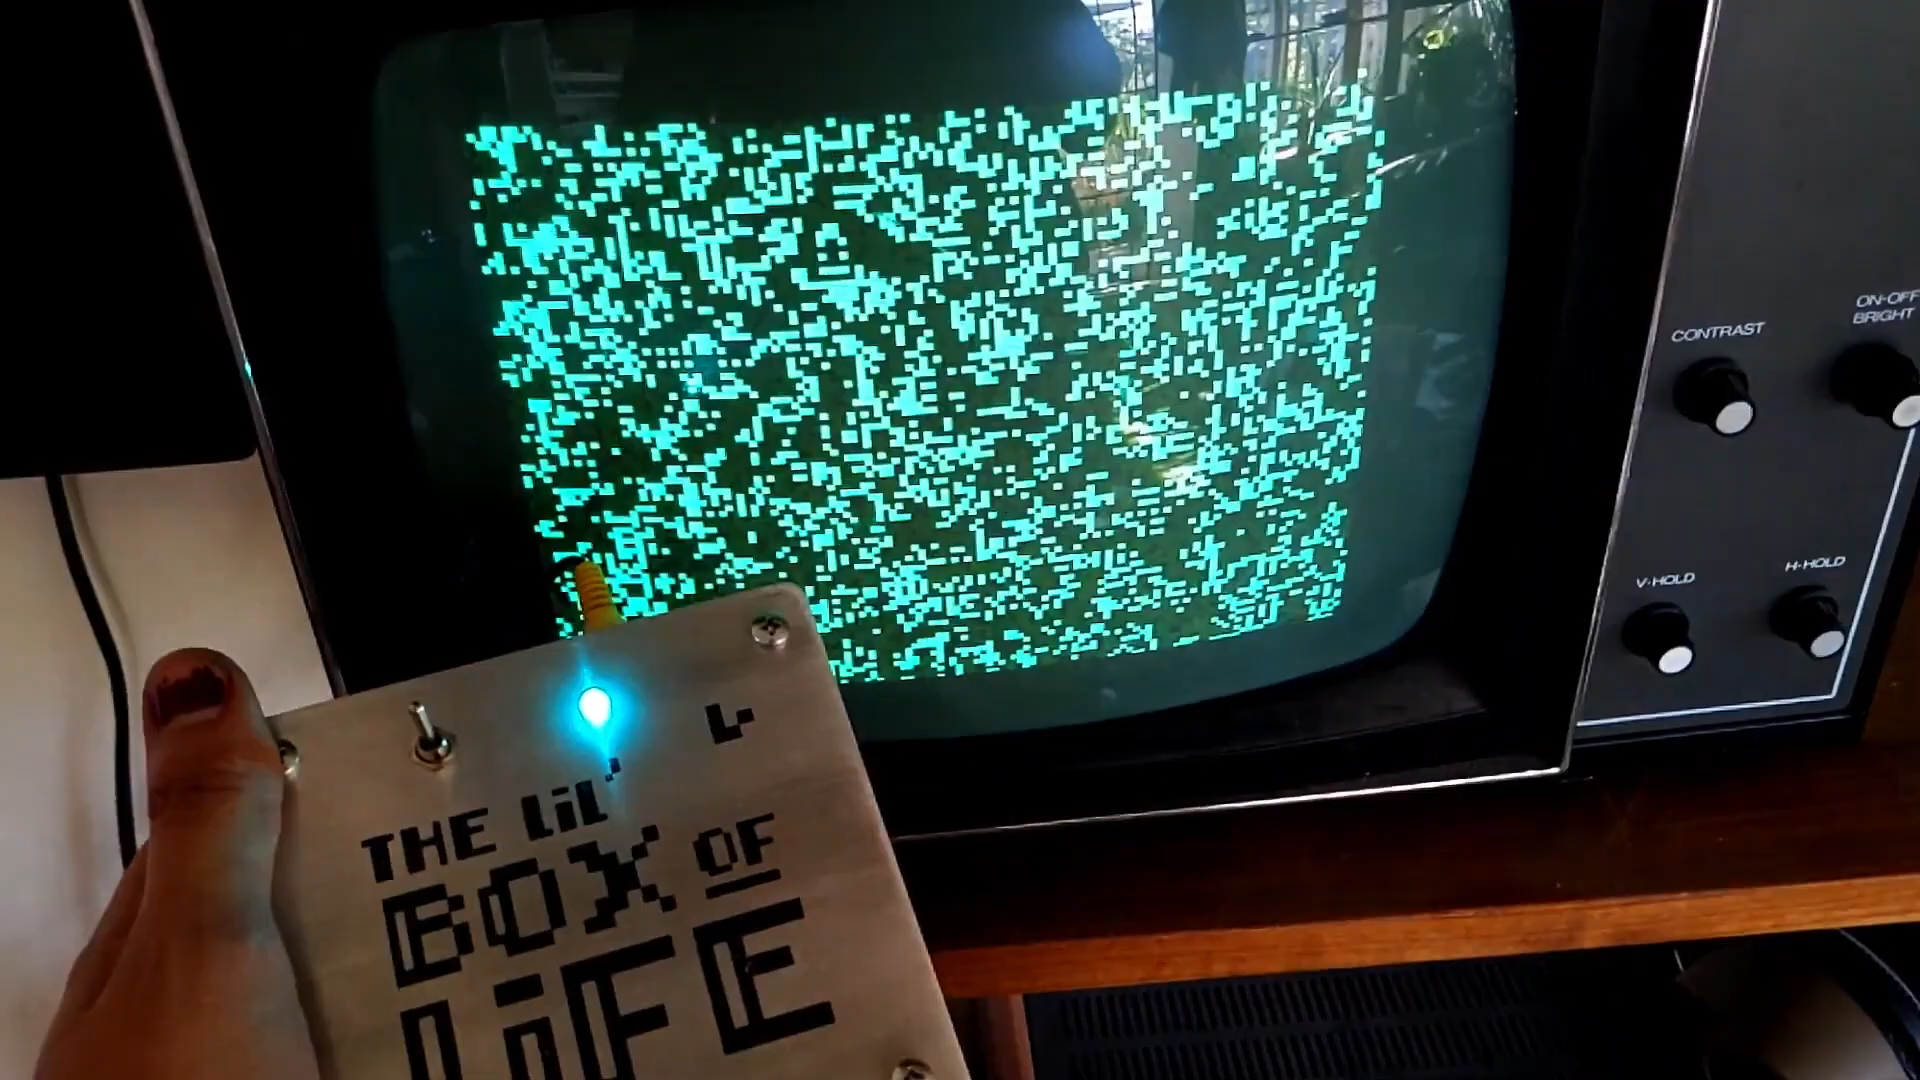 CONTRAST
ON-OFF
BRIGHT
V-HOLD
H-HOLD
THE lil'
BOX OF
LiFE